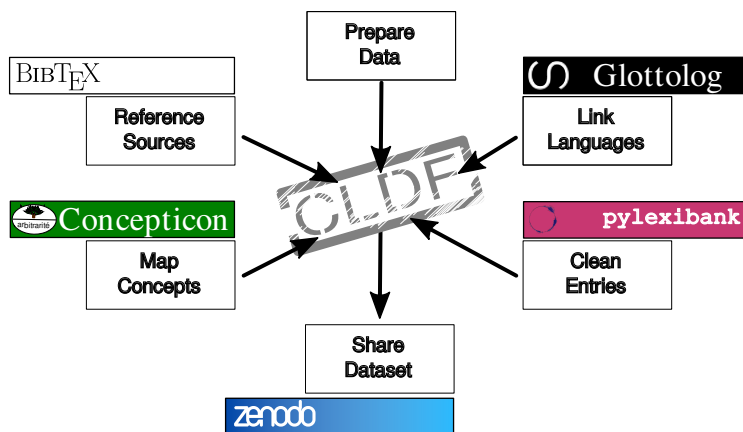 Prepare
Data
BIBTEX
Glottolog
Reference
Sources
Link
Languages
CLDF
arbitrarité
Concepticon
pylexibank
Map
Concepts
Clean
Entries
Share
Dataset
zenodo